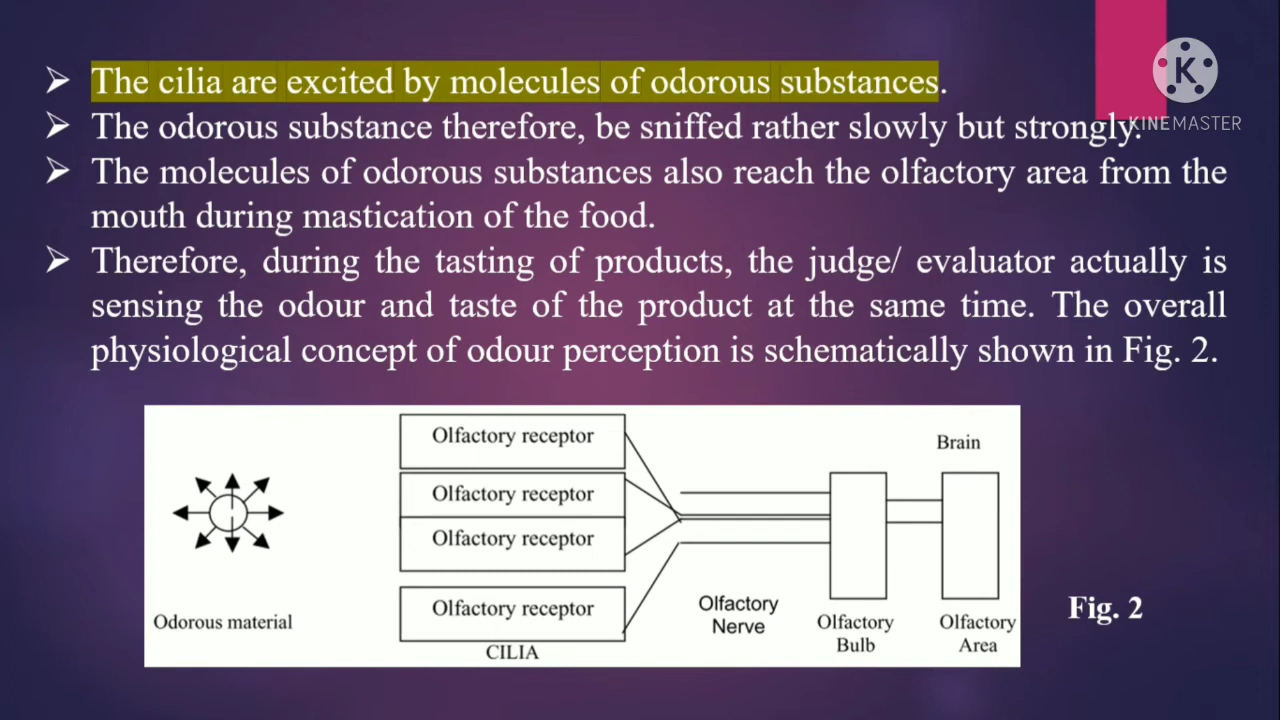 The cilia are excited by molecules of odorous substances.
The odorous substance therefore, be sniffed rather slowly but strongly.
KINEMASTER
The molecules of odorous substances also reach the olfactory area from the
mouth during mastication of the food.
Therefore, during the tasting of products, the judge/ evaluator actually is
sensing the odour and taste of the product at the same time. The overall
physiological concept of odour perception is schematically shown in Fig. 2.
Olfactory receptor
Brain
Olfactory receptor
Olfactory receptor
Olfactory receptor
Odorous material
CILIA
Olfactory
Nerve
Olfactory
Bulb
Olfactory
Area
Fig. 2
K